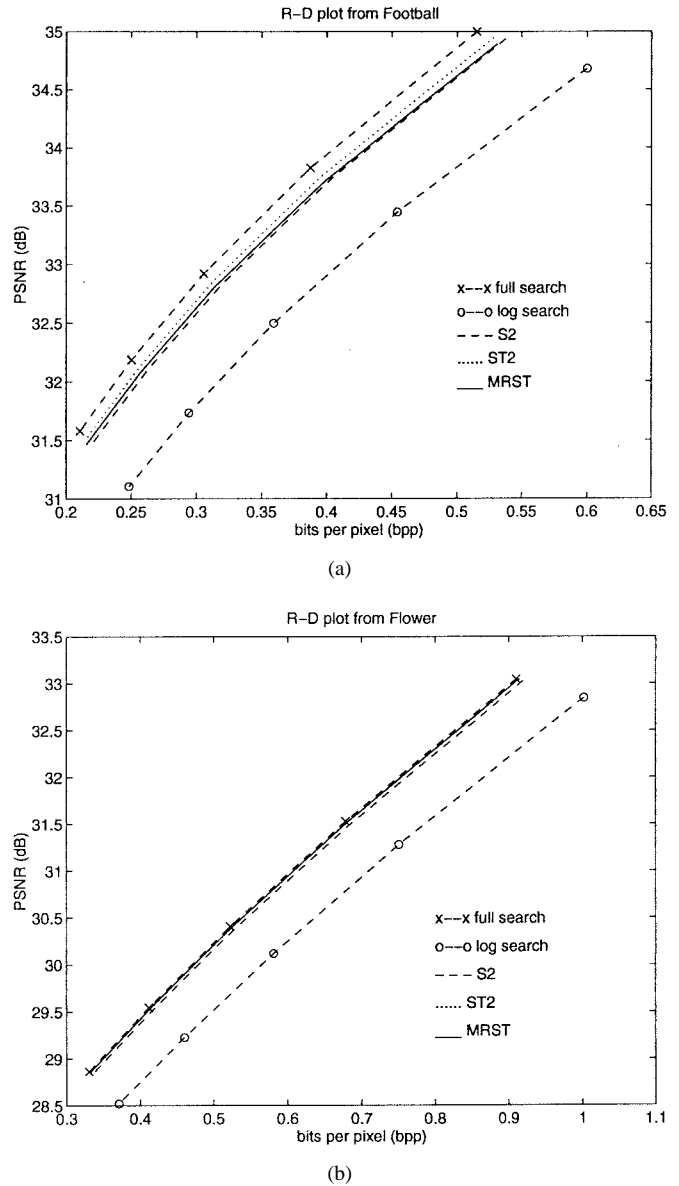 R–D plot from Football
35
34.5
34
33.5
33
32.5
32
31.5
31
PSNR (dB)
x--x full search
o--o log search
S2
ST2
MRST
0.2 0.25 0.3 0.35 0.4 0.45 0.5 0.55 0.6 0.65
bits per pixel (bpp)
(a)
R–D plot from Flower
33.5
33
32.5
32
31.5
31
30.5
30
29.5
29
28.5
PSNR (dB)
x--x full search
o--o log search
S2
ST2
MRST
0.3 0.4 0.5 0.6 0.7 0.8 0.9 1 1.1
bits per pixel (bpp)
(b)